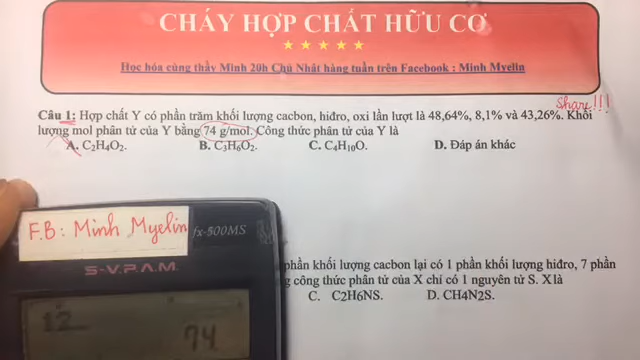 CHÁY HỢP CHẤT HỮU CƠ
Học hóa cùng thầy Minh 20h Chủ Nhật hàng tuần trên Facebook : Minh Myelin
Share!!!
Câu 1: Hợp chất Y có phần trăm khối lượng cacbon, hiđro, oxi lần lượt là 48,64%, 8,1% và 43,26%. Khối
lượng mol phân tử của Y bằng 74 g/mol. Công thức phân tử của Y là
A. C2H4O2. B. C3H6O2. C. C4H10O. D. Đáp án khác
F.B: Minh Myelin
fx-500MS
S-V.P.A.M.
12
74
phần khối lượng cacbon lại có 1 phần khối lượng hiđro, 7 phần
công thức phân tử của X chỉ có 1 nguyên tử S. X là
C. C2H6NS. D. CH4N2S.